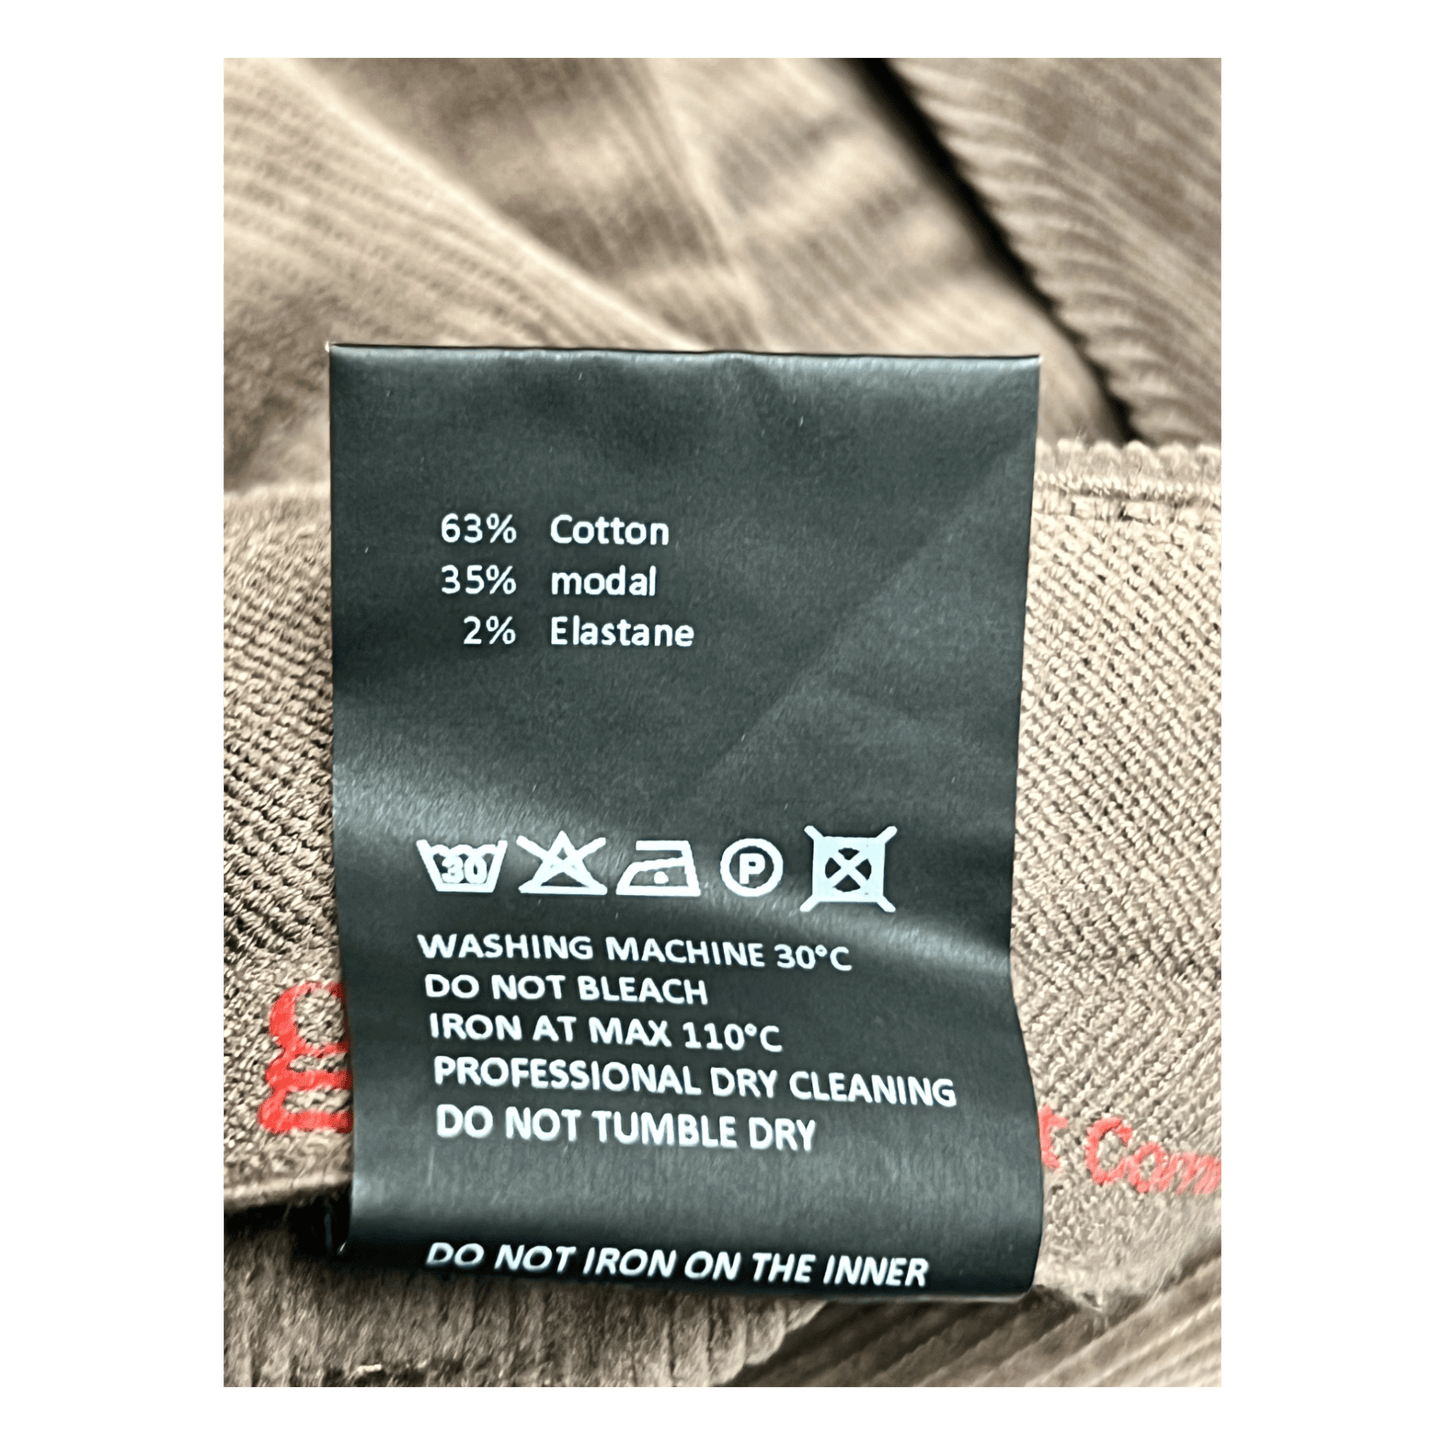 63% Cotton
35% modal
2% Elastane
30
P
WASHING MACHINE 30°C
DO NOT BLEACH
IRON AT MAX 110°C
PROFESSIONAL DRY CLEANING
DO NOT TUMBLE DRY
DO NOT IRON ON THE INNER